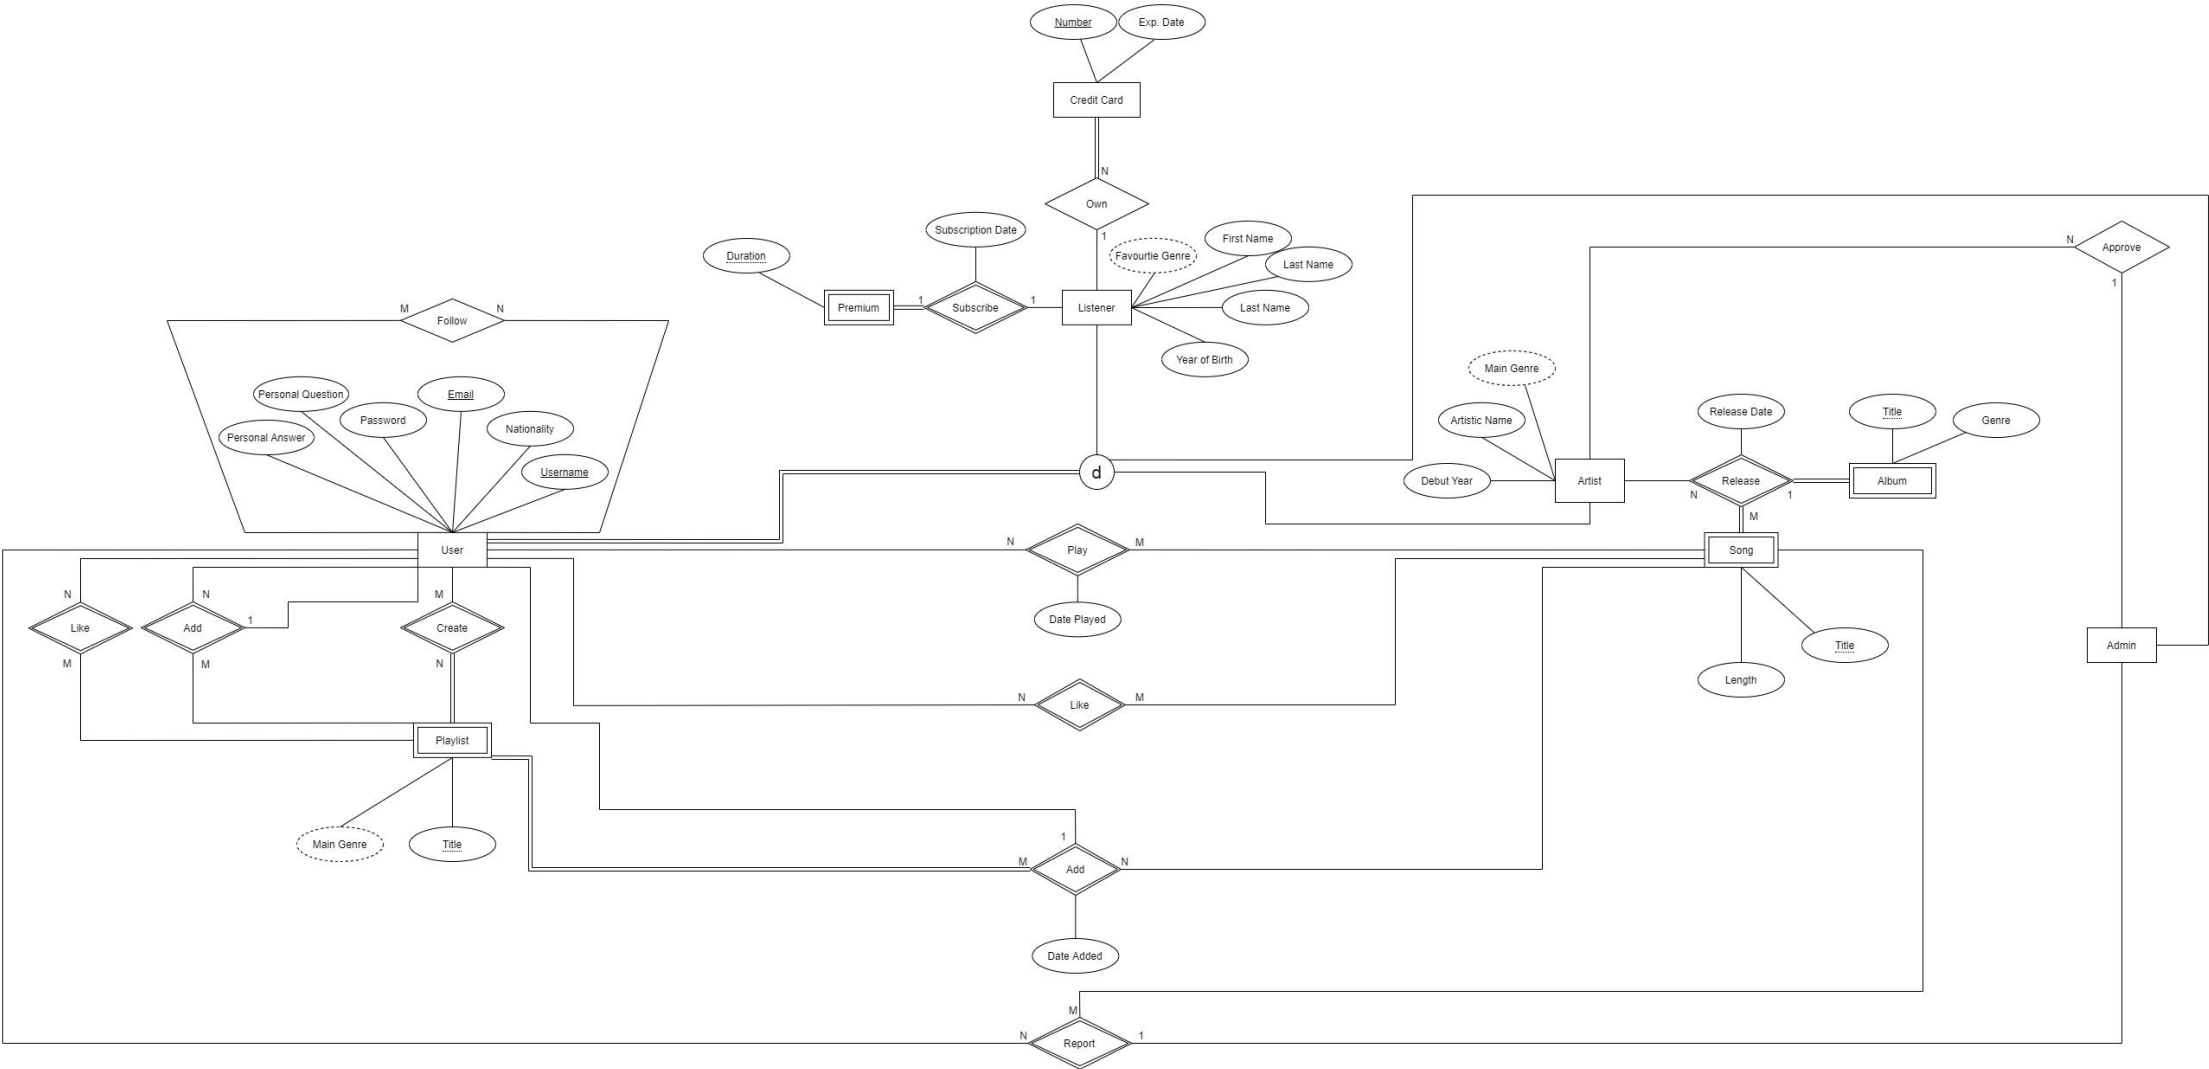 Number
Exp. Date
Credit Card
N
Own
1
Subscription Date
Duration
Premium
1
Subscribe
1
Listener
Favourtie Genre
First Name
Last Name
Last Name
Year of Birth
N
Approve
1
M
Follow
N
Personal Question
Email
Password
Personal Answer
Nationality
Username
d
Main Genre
Artistic Name
Debut Year
Artist
Release Date
N
Release
1
M
Title
Genre
Album
User
N
Play
M
Date Played
Song
Title
Length
Admin
N
Like
M
N
Add
1
M
M
Create
N
N
Like
M
Playlist
Main Genre
Title
1
M
Add
N
Date Added
M
N
Report
1